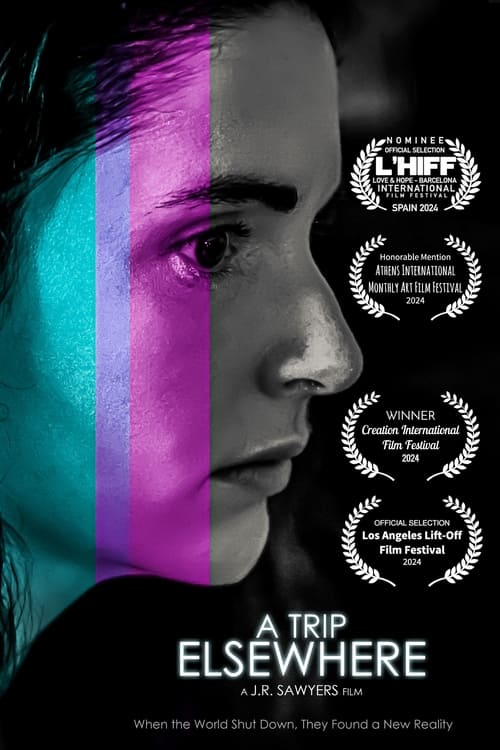 NOMINEE
OFFICIAL SELECTION
L'HIFF
LOVE & HOPE - BARCELONA
INTERNATIONAL
FILM FESTIVAL
SPAIN 2024
Honorable Mention
ATHENS INTERNATIONAL
MONTHLY ART FILM FESTIVAL
2024
WINNER
Creation International
Film Festival
2024
OFFICIAL SELECTION
Los Angeles Lift-Off
Film Festival
2024
A TRIP
ELSEWHERE
A J.R. SAWYERS FILM
When the World Shut Down, They Found a New Reality